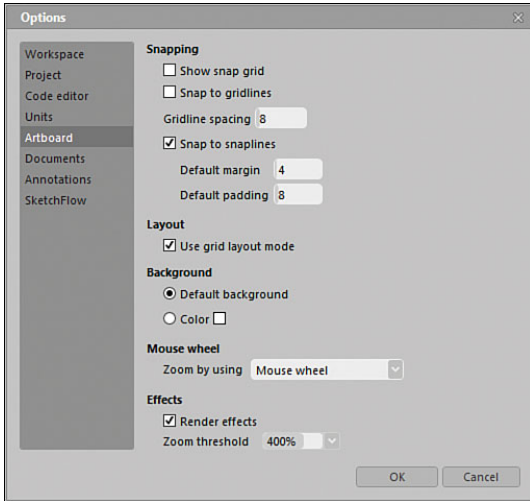 Options
Workspace
Project
Code editor
Units
Artboard
Documents
Annotations
SketchFlow
Snapping
Show snap grid
Snap to gridlines
Gridline spacing 8
Snap to snaplines
Default margin 4
Default padding 8
Layout
Use grid layout mode
Background
Default background
Color
Mouse wheel
Zoom by using Mouse wheel
Effects
Render effects
Zoom threshold 400%
OK Cancel